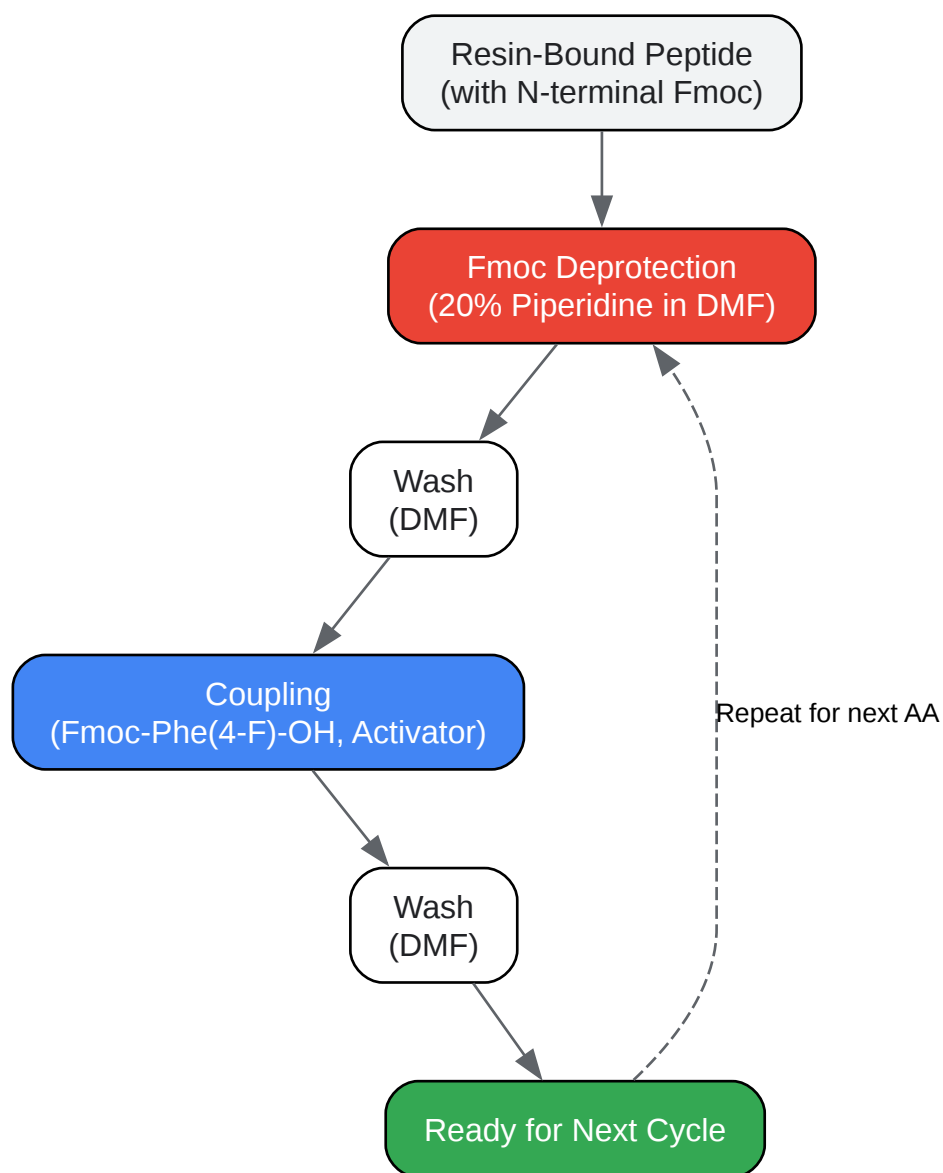 Resin-Bound Peptide
(with N-terminal Fmoc)
Fmoc Deprotection
(20% Piperidine in DMF)
Wash
(DMF)
Coupling
(Fmoc-Phe(4-F)-OH, Activator)
Repeat for next AA
Wash
(DMF)
Ready for Next Cycle